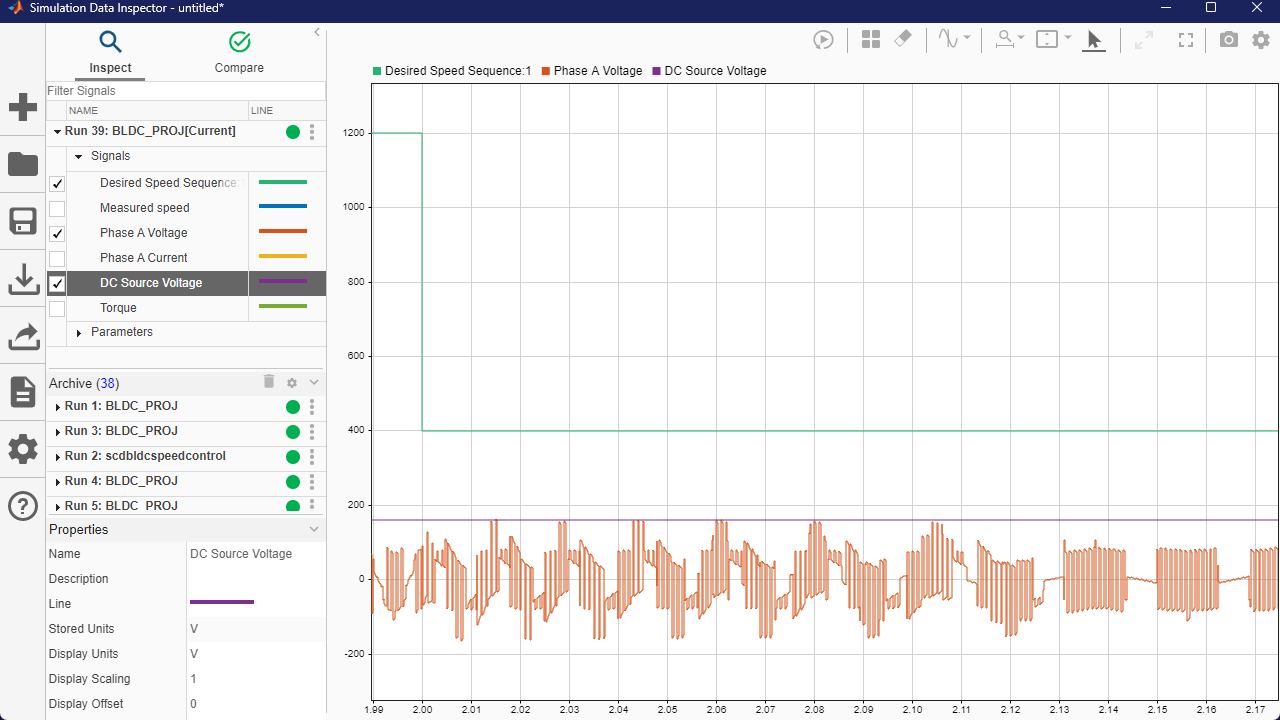 Simulation Data Inspector - untitled*
Inspect
Compare
Filter Signals
NAME
LINE
Run 39: BLDC_PROJ[Current]
Signals
Desired Speed Sequence:1
Measured speed
Phase A Voltage
Phase A Current
DC Source Voltage
Torque
Parameters
Archive (38)
Run 1: BLDC_PROJ
Run 3: BLDC_PROJ
Run 2: scdbldcspeedcontrol
Run 4: BLDC_PROJ
Run 5: BLDC_PROJ
Properties
Name DC Source Voltage
Description
Line
Stored Units V
Display Units V
Display Scaling 1
Display Offset 0
Desired Speed Sequence:1 Phase A Voltage DC Source Voltage
1200
1000
800
600
400
200
0
-200
1.99 2.00 2.01 2.02 2.03 2.04 2.05 2.06 2.07 2.08 2.09 2.10 2.11 2.12 2.13 2.14 2.15 2.16 2.17